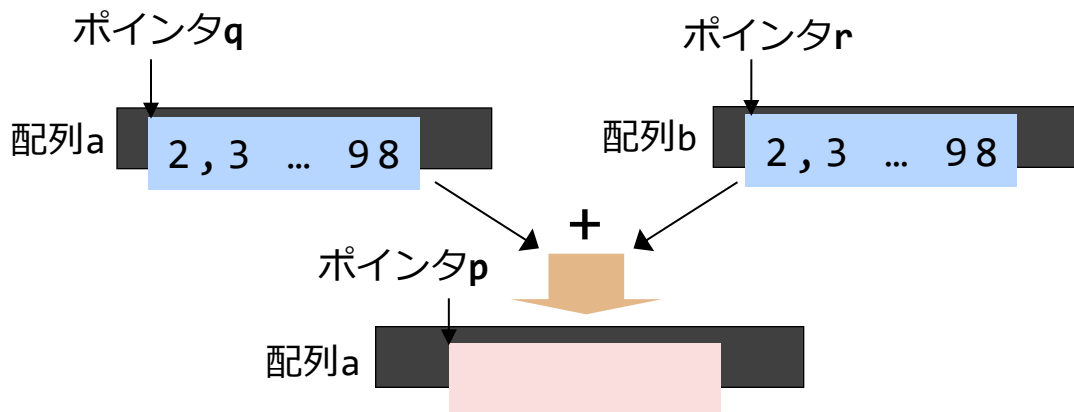 ポインタq
ポインタr
配列a
2,3 … 98
配列b
2,3 … 98
+
ポインタp
配列a